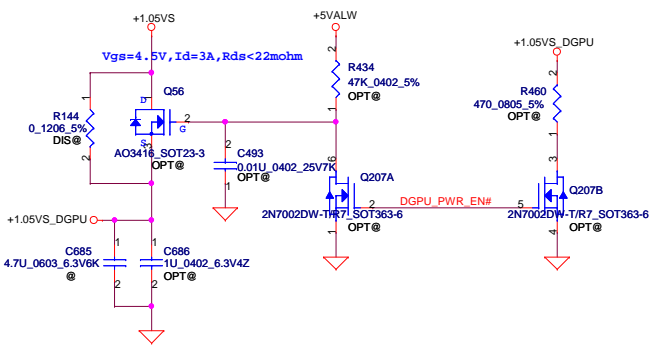 +1.05VS
+5VALW
+1.05VS_DGPU
Vgs=4.5V,Id=3A,Rds<22mohm
R144
0_1206_5%
DIS@
1
2
Q56
D
G
S
2
3
AO3416_SOT23-3
OPT@
C493
0.01U_0402_25V7K
OPT@
2
1
R434
47K_0402_5%
OPT@
2
1
R460
470_0805_5%
OPT@
2
1
Q207A
6
2
1
2N7002DW-T/R7_SOT363-6
OPT@
DGPU_PWR_EN#
Q207B
3
5
4
2N7002DW-T/R7_SOT363-6
OPT@
+1.05VS_DGPU
C685
4.7U_0603_6.3V6K
@
1
2
C686
1U_0402_6.3V4Z
OPT@
1
2